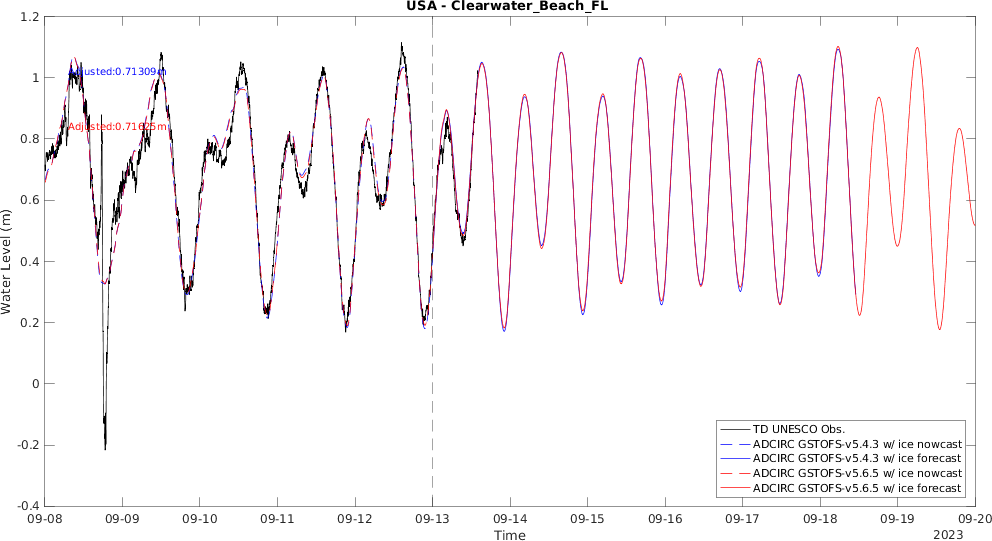 USA - Clearwater_Beach_FL
1.2
1
0.8
0.6
0.4
0.2
0
-0.2
-0.4
Water Level (m)
Adjusted:0.71309m
Adjusted:0.71625m
TD UNESCO Obs.
ADCIRC GSTOFS-v5.4.3 w/ ice nowcast
ADCIRC GSTOFS-v5.4.3 w/ ice forecast
ADCIRC GSTOFS-v5.6.5 w/ ice nowcast
ADCIRC GSTOFS-v5.6.5 w/ ice forecast
09-08 09-09 09-10 09-11 09-12 09-13 09-14 09-15 09-16 09-17 09-18 09-19 09-20
Time
2023